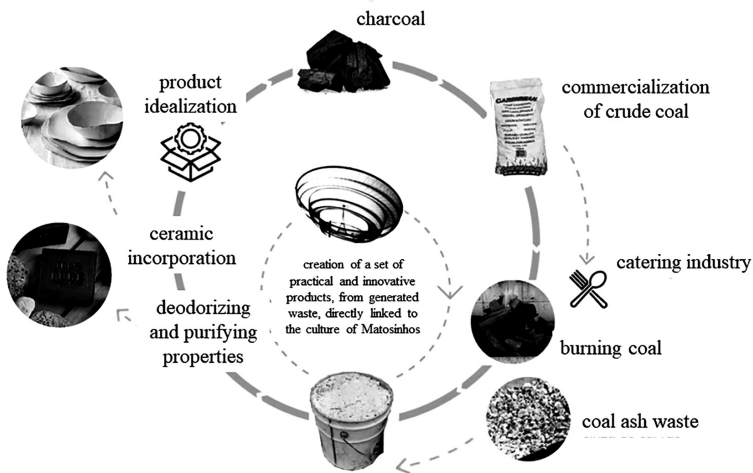 charcoal
product
idealization
commercialization
of crude coal
ceramic
incorporation
creation of a set of
practical and innovative
products, from generated
waste, directly linked to
the culture of Matosinhos
catering industry
deodorizing
and purifying
properties
burning coal
coal ash waste